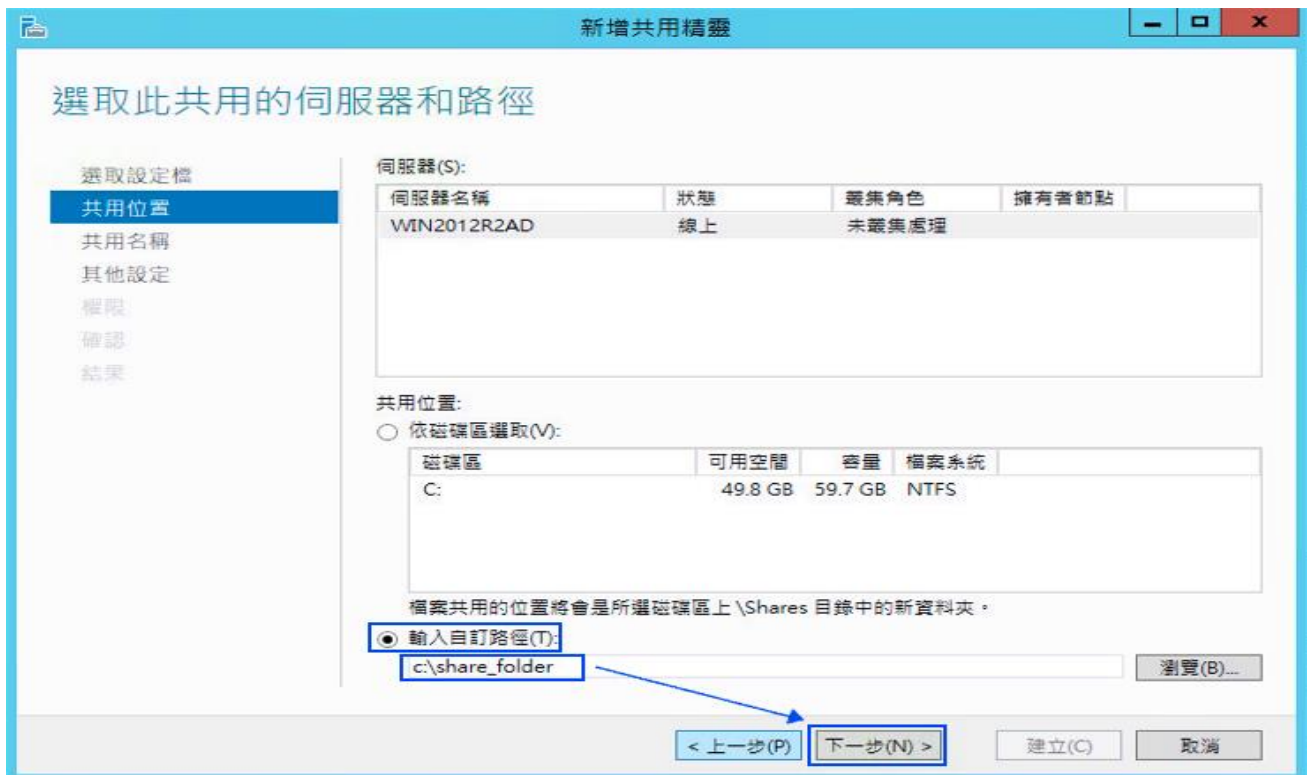 新增共用精靈
選取此共用的伺服器和路徑
選取設定檔
共用位置
共用名稱
其他設定
權限
確認
結果
伺服器(S):
伺服器名稱 狀態 叢集角色 擁有者節點
WIN2012R2AD 線上 未叢集處理
共用位置:
依磁碟區選取(V):
磁碟區 可用空間 容量 檔案系統
C: 49.8 GB 59.7 GB NTFS
檔案共用的位置將會是所選磁碟區上 \Shares 目錄中的新資料夾。
輸入自訂路徑(T):
c:\share_folder 瀏覽(B)...
< 上一步(P) 下一步(N) > 建立(C) 取消